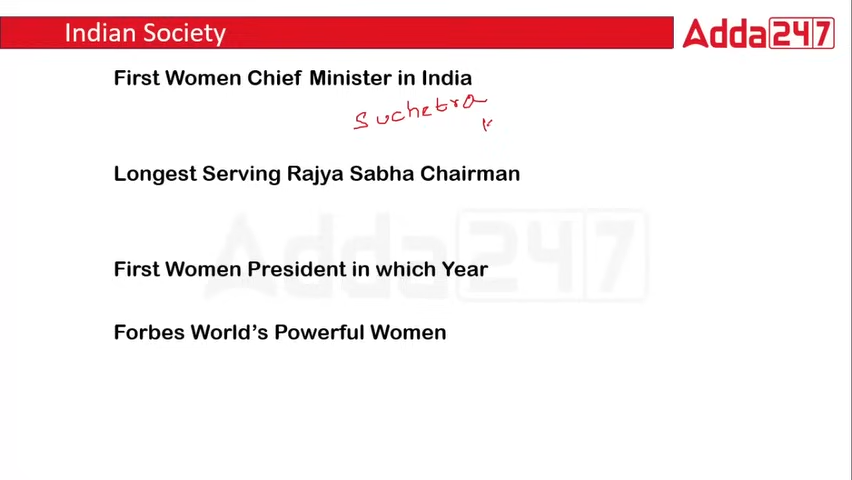 Indian Society
Adda247
First Women Chief Minister in India
Suchetra
K
Longest Serving Rajya Sabha Chairman
Adda247
First Women President in which Year
Forbes World's Powerful Women